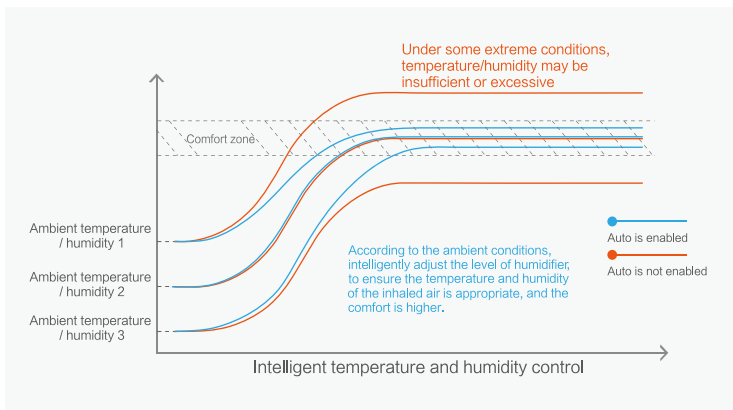 Under some extreme conditions,
temperature/humidity may be
insufficient or excessive
Comfort zone
Ambient temperature
/ humidity 1
Ambient temperature
/ humidity 2
Ambient temperature
/ humidity 3
According to the ambient conditions,
intelligently adjust the level of humidifier,
to ensure the temperature and humidity
of the inhaled air is appropriate, and the
comfort is higher.
Auto is enabled
Auto is not enabled
Intelligent temperature and humidity control